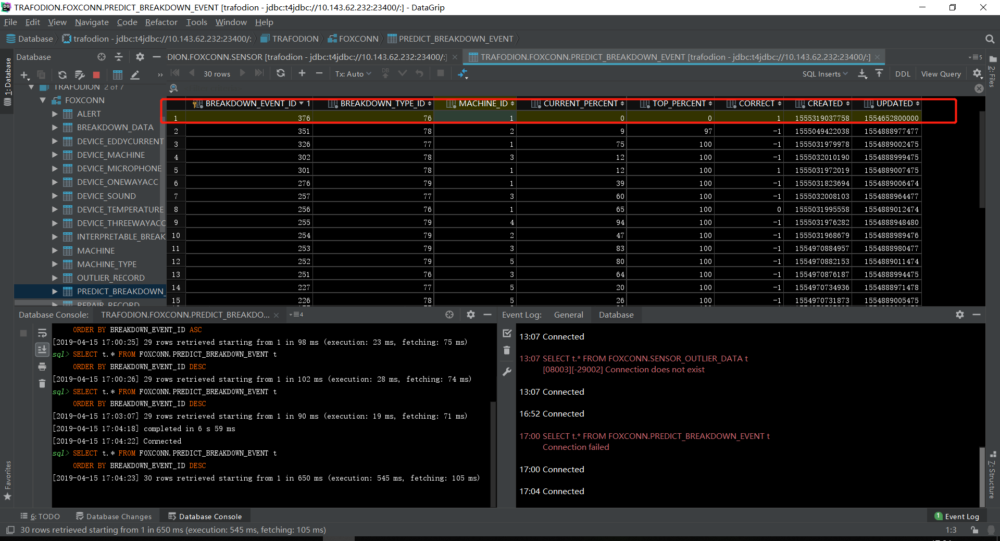 TRAFODION.FOXCONN.PREDICT_BREAKDOWN_EVENT [trafodion - jdbc:t4jdbc://10.143.62.232:23400/:] - DataGrip
File Edit View Navigate Code Refactor Tools Window Help
Database trafodion - jdbc:t4jdbc://10.143.62.232:23400/: TRAFODION FOXCONN PREDICT_BREAKDOWN_EVENT
Database DION.FOXCONN.SENSOR [trafodion - jdbc:t4jdbc://10.143.62.232:23400/:] TRAFODION.FOXCONN.PREDICT_BREAKDOWN_EVENT [trafodion - jdbc:t4jdbc://10.143.62.232:23400/:] 5
30 rows Tx: Auto DB SQL Inserts DDL View Query
1: Database
2: Files
TRAFODION 2 of 7
FOXCONN
ALERT
BREAKDOWN_DATA
DEVICE_EDDYCURRENT
DEVICE_MACHINE
DEVICE_MICROPHONE
DEVICE_ONEWAYACC
DEVICE_SOUND
DEVICE_TEMPERATURE
DEVICE_THREEWAYACC
INTERPRETABLE_BREAK
MACHINE
MACHINE_TYPE
OUTLIER_RECORD
PREDICT_BREAKDOWN_
REPAIR_RECORD
BREAKDOWN_EVENT_ID 1 BREAKDOWN_TYPE_ID MACHINE_ID CURRENT_PERCENT TOP_PERCENT CORRECT CREATED UPDATED
1 376 76 1 0 0 1 1555319037758 1554652800000
2 351 78 2 9 97 -1 1555049422038 1554888977477
3 326 77 1 75 100 -1 1555031979978 1554889002475
4 302 78 3 12 100 -1 1555032010190 1554888999475
5 301 78 1 12 100 1 1555031972019 1554889007475
6 276 79 1 39 100 -1 1555031823694 1554889006474
7 257 77 3 60 100 -1 1555032008103 1554888964477
8 256 76 1 65 100 0 1555031995558 1554889012474
9 255 79 4 94 100 -1 1555031976282 1554888948480
10 254 79 2 47 100 -1 1555031968679 1554888989476
11 253 79 3 83 100 -1 1554970884957 1554888980477
12 252 79 5 80 100 -1 1554970882153 1554889011474
13 251 76 3 64 100 -1 1554970876187 1554888994475
14 227 77 5 20 100 -1 1554970734936 1554888971478
15 226 78 5 26 100 -1 1554970731873 1554889005475
Database Console: TRAFODION.FOXCONN.PREDICT_BREAKDO... 4
ORDER BY BREAKDOWN_EVENT_ID ASC
[2019-04-15 17:00:25] 29 rows retrieved starting from 1 in 98 ms (execution: 23 ms, fetching: 75 ms)
sql> SELECT t.* FROM FOXCONN.PREDICT_BREAKDOWN_EVENT t
ORDER BY BREAKDOWN_EVENT_ID DESC
[2019-04-15 17:00:26] 29 rows retrieved starting from 1 in 102 ms (execution: 28 ms, fetching: 74 ms)
sql> SELECT t.* FROM FOXCONN.PREDICT_BREAKDOWN_EVENT t
ORDER BY BREAKDOWN_EVENT_ID DESC
[2019-04-15 17:03:07] 29 rows retrieved starting from 1 in 90 ms (execution: 19 ms, fetching: 71 ms)
[2019-04-15 17:04:18] completed in 6 s 59 ms
[2019-04-15 17:04:22] Connected
sql> SELECT t.* FROM FOXCONN.PREDICT_BREAKDOWN_EVENT t
ORDER BY BREAKDOWN_EVENT_ID DESC
[2019-04-15 17:04:23] 30 rows retrieved starting from 1 in 650 ms (execution: 545 ms, fetching: 105 ms)
Event Log: General Database
13:07 Connected
13:07 SELECT t.* FROM FOXCONN.SENSOR_OUTLIER_DATA t
[08003][-29002] Connection does not exist
13:07 Connected
16:52 Connected
17:00 SELECT t.* FROM FOXCONN.PREDICT_BREAKDOWN_EVENT t
Connection failed
17:00 Connected
17:04 Connected
Favorites
7: Structure
6: TODO Database Changes Database Console 1 Event Log
30 rows retrieved starting from 1 in 650 ms (execution: 545 ms, fetching: 105 ms) 1:3